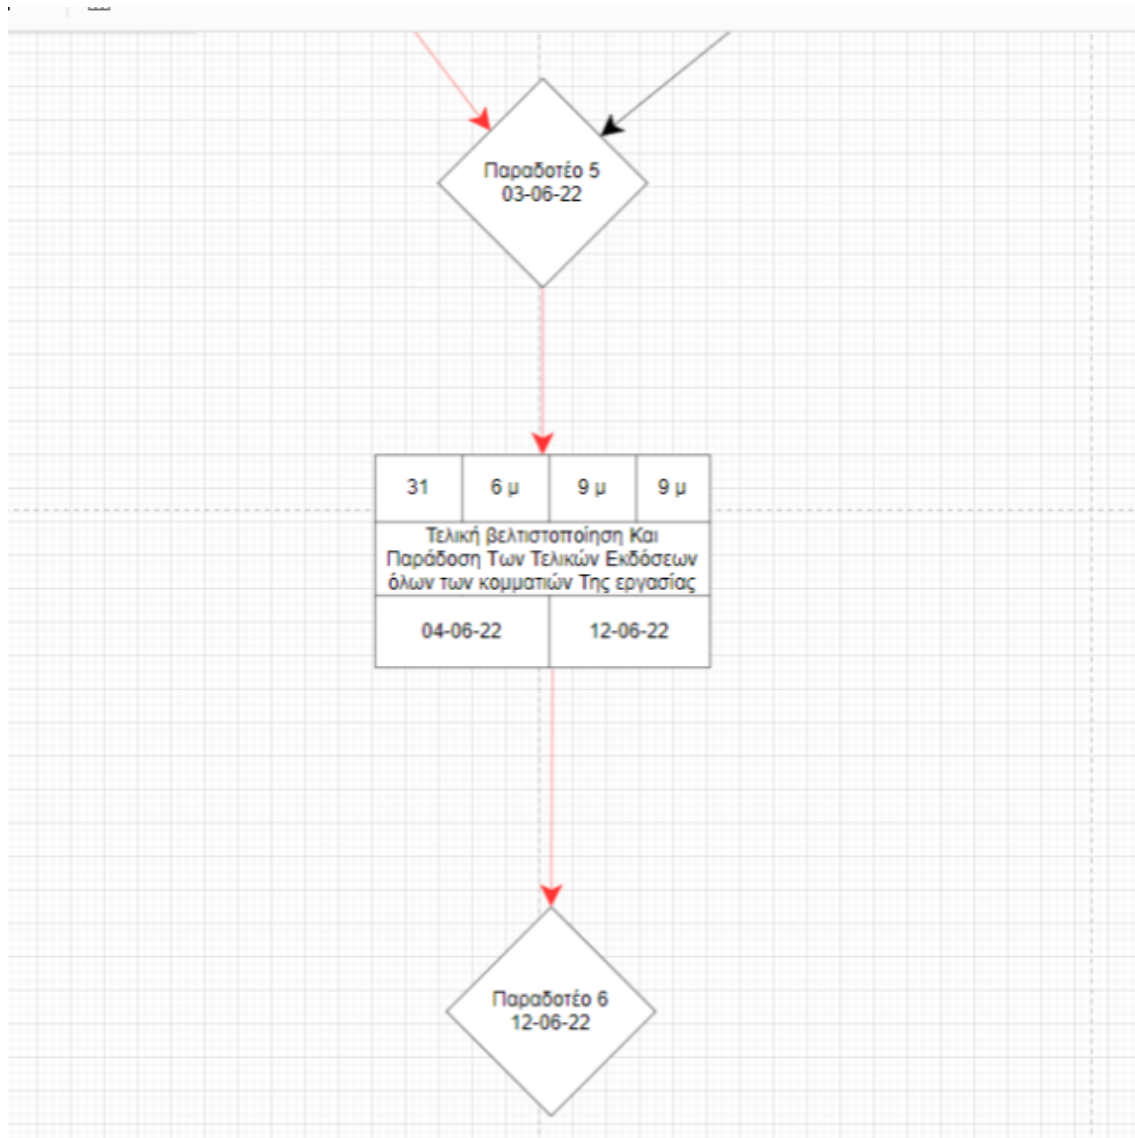 Παραδοτέο 5
03-06-22
31 6 μ 9 μ 9 μ
Τελική βελτιστοποίηση Και
Παράδοση Των Τελικών Εκδόσεων
όλων των κομματιών Της εργασίας
04-06-22 12-06-22
Παραδοτέο 6
12-06-22